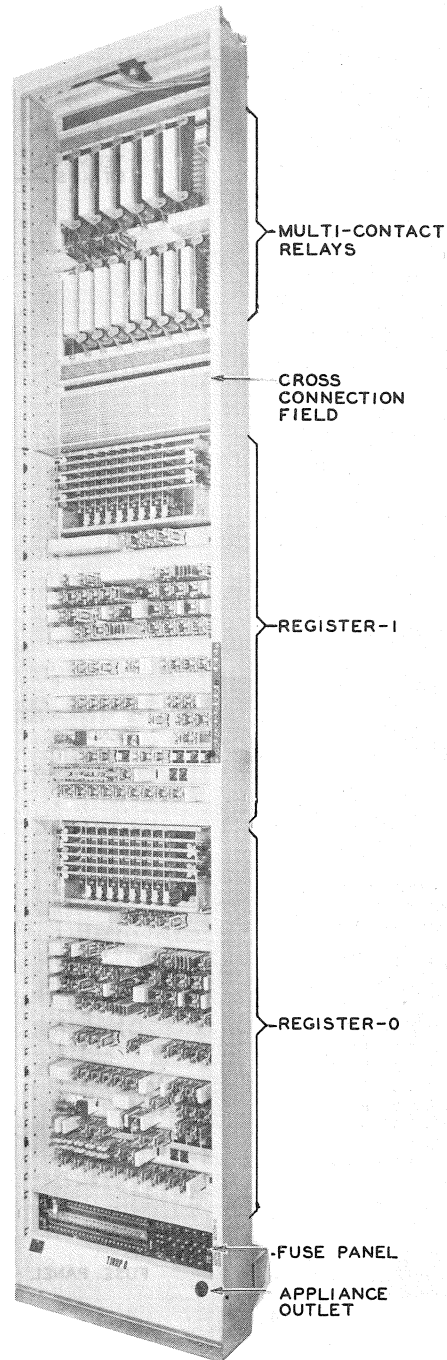 MULTI-CONTACT
RELAYS
CROSS
CONNECTION
FIELD
REGISTER-1
REGISTER-0
FUSE PANEL
APPLIANCE
OUTLET